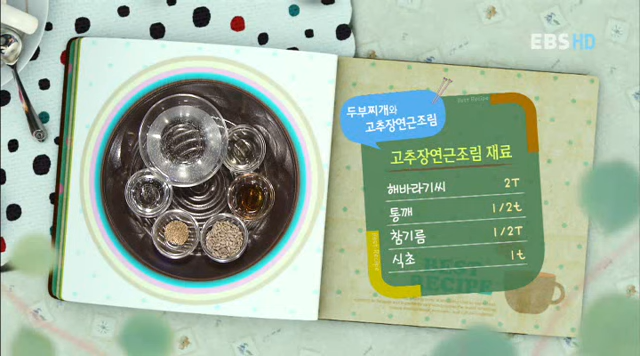 EBS HD
Best Recipe
두부찌개와
고추장연근조림
고추장연근조림 재료
해바라기씨 2T
통깨 1/2t
참기름 1/2T
식초 1t
BEST
RECIPE